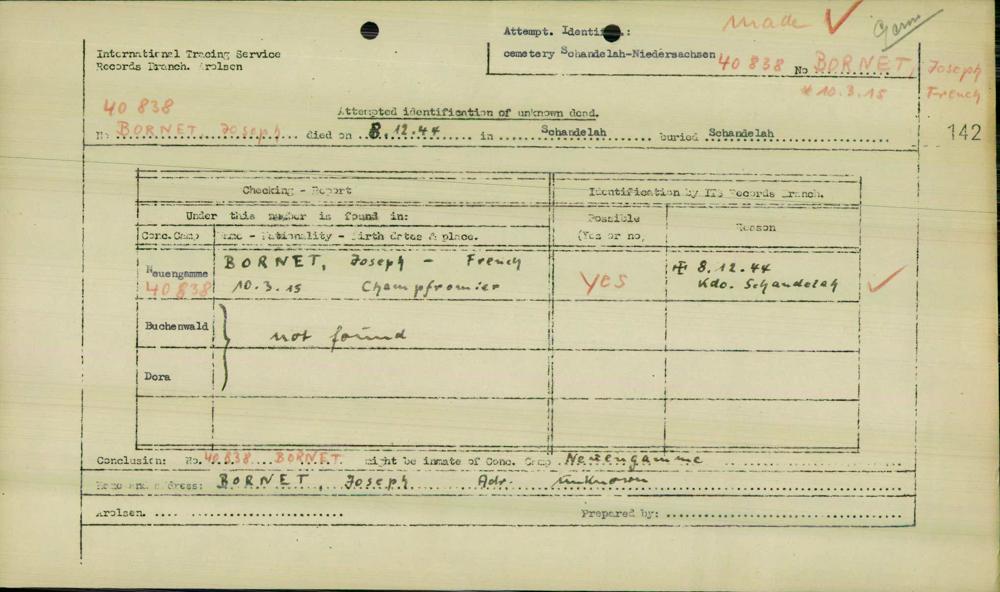 made ✓
Attempt. Identi
cemetery Schandelah-Niedersachsen
40 838 No BORNET, Joseph
* 10.3.15 French
International Tracing Service
Records Branch. Arolsen
40 838
Attempted identification of unknown dead.
No BORNET, Joseph died on 8.12.44 in Schandelah buried Schandelah
142
Checking - Report Identification by ITS Records Branch.
Under this number is found in: Possible Reason
Conc.Camp Name - Nationality - Birth dates & place. (Yes or no)
Neuengamme BORNET, Joseph - French yes 8.12.44
40 838 10.3.15 Champfromier Kdo. Schandelah ✓
Buchenwald not found
Dora
Conclusion: No. 40 838 BORNET might be inmate of Conc. Camp Neuengamme
Name and address: BORNET, Joseph Adr. unknown
Arolsen. Prepared by: